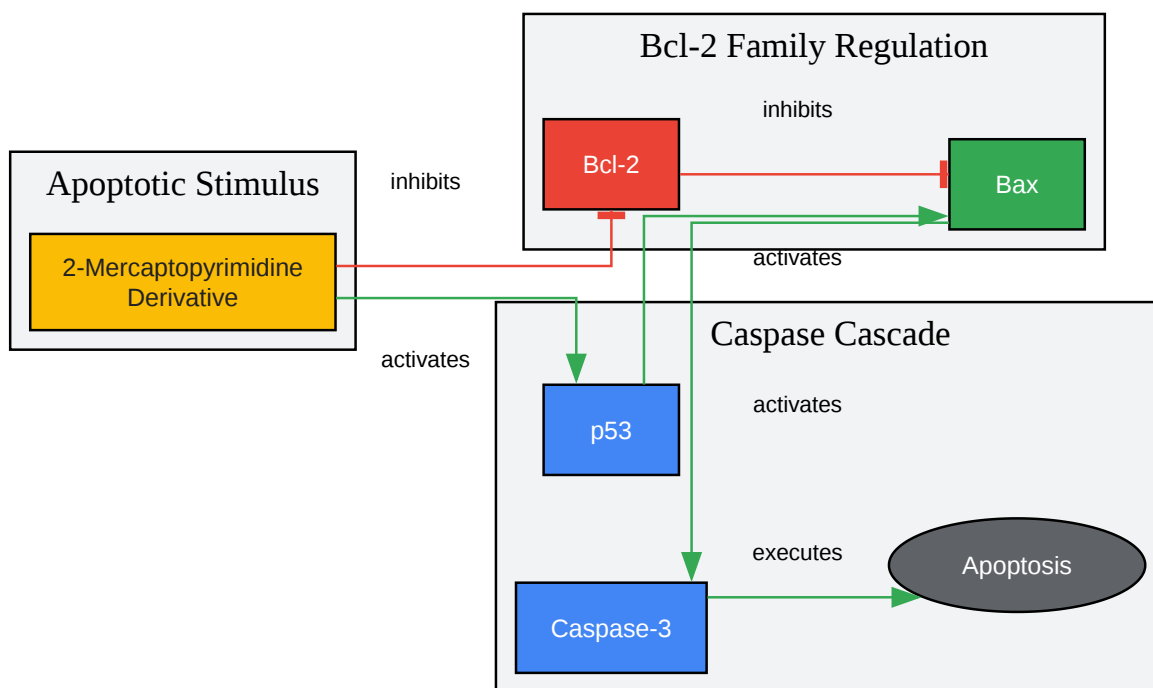 Bcl-2 Family Regulation
inhibits
Bcl-2
Bax
Apoptotic Stimulus
inhibits
2-Mercaptopyrimidine
Derivative
activates
activates
Caspase Cascade
activates
p53
executes
Apoptosis
Caspase-3